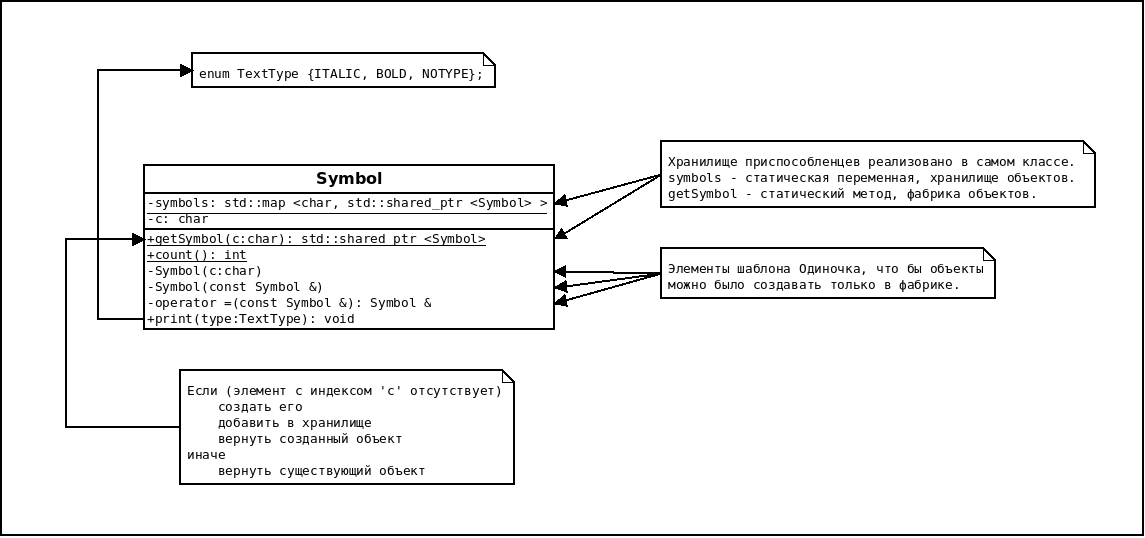 enum TextType {ITALIC, BOLD, NOTYPE};
Symbol
-symbols: std::map <char, std::shared_ptr <Symbol> >
-c: char
+getSymbol(c:char): std::shared_ptr <Symbol>
+count(): int
-Symbol(c:char)
-Symbol(const Symbol &)
-operator =(const Symbol &): Symbol &
+print(type:TextType): void
Хранилище приспособленцев реализовано в самом классе.
symbols - статическая переменная, хранилище объектов.
getSymbol - статический метод, фабрика объектов.
Элементы шаблона Одиночка, что бы объекты
можно было создавать только в фабрике.
Если (элемент с индексом 'c' отсутствует)
    создать его
    добавить в хранилище
    вернуть созданный объект
иначе
    вернуть существующий объект